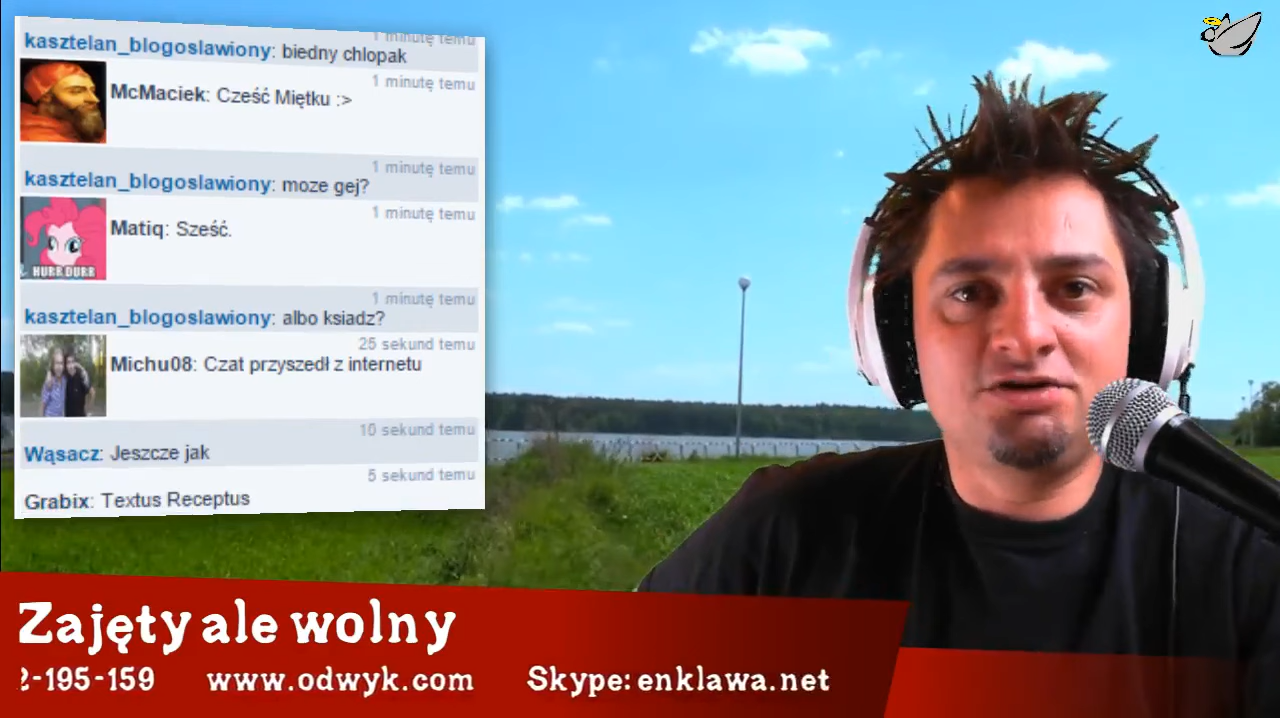 1 minutę temu
kasztelan_blogoslawiony: biedny chlopak
1 minutę temu
McMaciek: Cześć Miętku :>
1 minutę temu
kasztelan_blogoslawiony: moze gej?
1 minutę temu
Matiq: Sześć.
HURR DURR
1 minutę temu
kasztelan_blogoslawiony: albo ksiadz?
25 sekund temu
Michu08: Czat przyszedł z internetu
10 sekund temu
Wąsacz: Jeszcze jak
5 sekund temu
Grabix: Textus Receptus
Zajęty ale wolny
2-195-159 www.odwyk.com Skype: enklawa.net